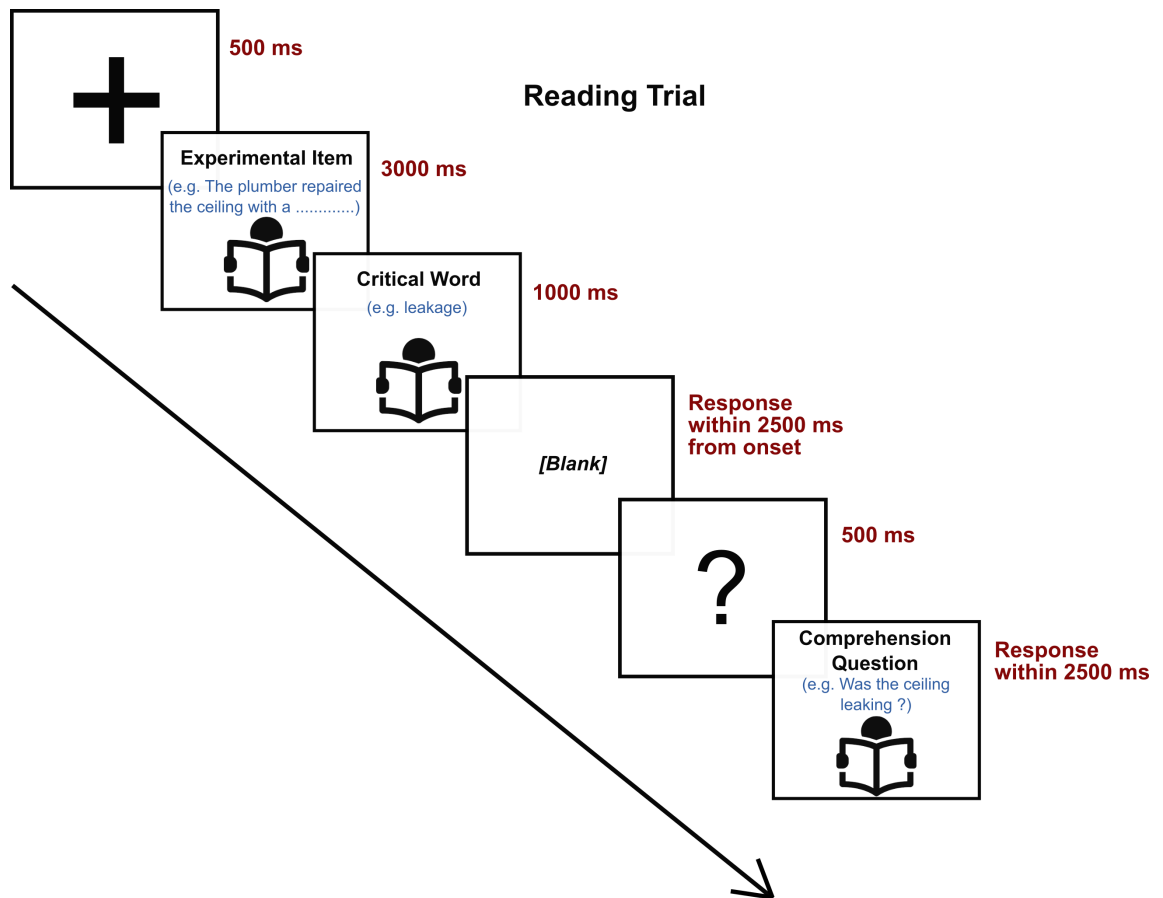 500 ms
Reading Trial
Experimental Item
(e.g. The plumber repaired
the ceiling with a .............)
3000 ms
Critical Word
(e.g. leakage)
1000 ms
[Blank]
Response
within 2500 ms
from onset
?
500 ms
Comprehension
Question
(e.g. Was the ceiling
leaking ?)
Response
within 2500 ms